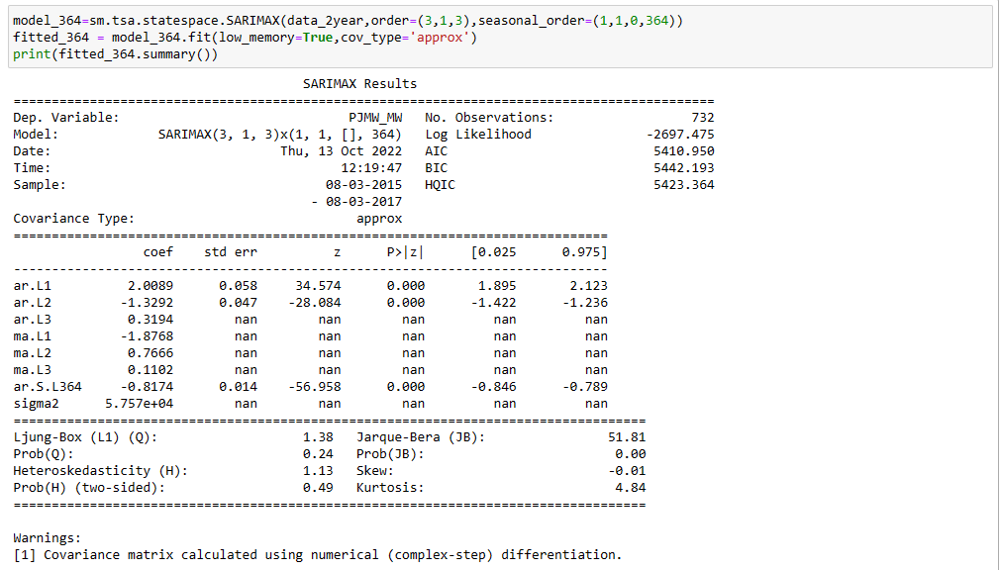 model_364=sm.tsa.statespace.SARIMAX(data_2year,order=(3,1,3),seasonal_order=(1,1,0,364))
fitted_364 = model_364.fit(low_memory=True,cov_type='approx')
print(fitted_364.summary())
SARIMAX Results
==========================================================================================
Dep. Variable: PJMW_MW No. Observations: 732
Model: SARIMAX(3, 1, 3)x(1, 1, [], 364) Log Likelihood -2697.475
Date: Thu, 13 Oct 2022 AIC 5410.950
Time: 12:19:47 BIC 5442.193
Sample: 08-03-2015 HQIC 5423.364
- 08-03-2017
Covariance Type: approx
==============================================================================
coef std err z P>|z| [0.025 0.975]
------------------------------------------------------------------------------
ar.L1 2.0089 0.058 34.574 0.000 1.895 2.123
ar.L2 -1.3292 0.047 -28.084 0.000 -1.422 -1.236
ar.L3 0.3194 nan nan nan nan nan
ma.L1 -1.8768 nan nan nan nan nan
ma.L2 0.7666 nan nan nan nan nan
ma.L3 0.1102 nan nan nan nan nan
ar.S.L364 -0.8174 0.014 -56.958 0.000 -0.846 -0.789
sigma2 5.757e+04 nan nan nan nan nan
===================================================================================
Ljung-Box (L1) (Q): 1.38 Jarque-Bera (JB): 51.81
Prob(Q): 0.24 Prob(JB): 0.00
Heteroskedasticity (H): 1.13 Skew: -0.01
Prob(H) (two-sided): 0.49 Kurtosis: 4.84
===================================================================================
Warnings:
[1] Covariance matrix calculated using numerical (complex-step) differentiation.